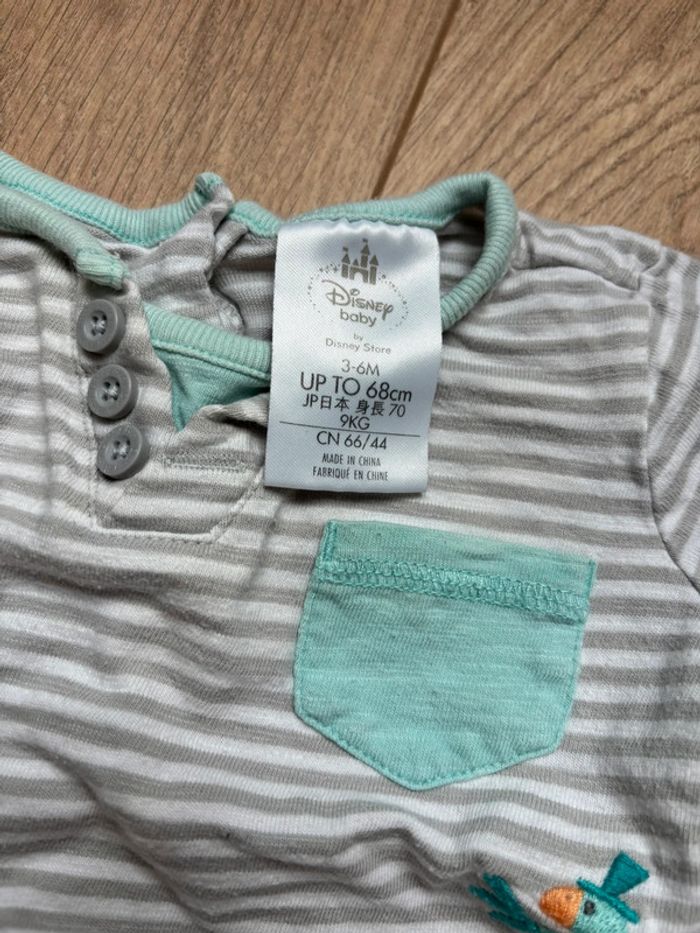 Disney
baby
by
Disney Store
3-6M
UP TO 68cm
JP日本 身長 70
9KG
CN 66/44
MADE IN CHINA
FABRIQUÉ EN CHINE